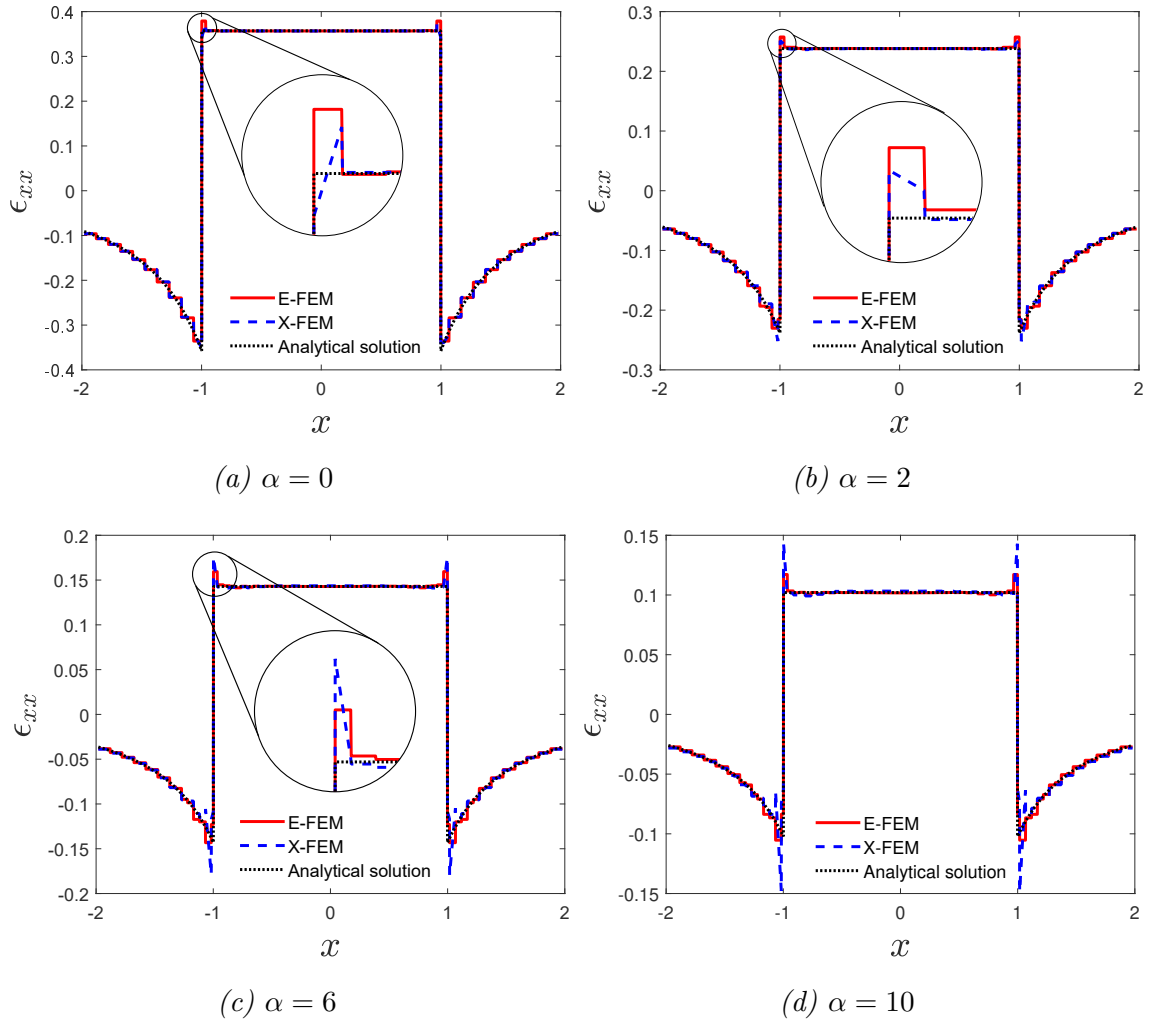 0.4
0.3
0.2
0.1
0
-0.1
-0.2
-0.3
-0.4
ϵxx
E-FEM
X-FEM
Analytical solution
-2 -1 0 1 2
x
(a) α = 0
0.3
0.2
0.1
0
-0.1
-0.2
-0.3
ϵxx
E-FEM
X-FEM
Analytical solution
-2 -1 0 1 2
x
(b) α = 2
0.2
0.15
0.1
0.05
0
-0.05
-0.1
-0.15
-0.2
ϵxx
E-FEM
X-FEM
Analytical solution
-2 -1 0 1 2
x
(c) α = 6
0.15
0.1
0.05
0
-0.05
-0.1
-0.15
ϵxx
E-FEM
X-FEM
Analytical solution
-2 -1 0 1 2
x
(d) α = 10